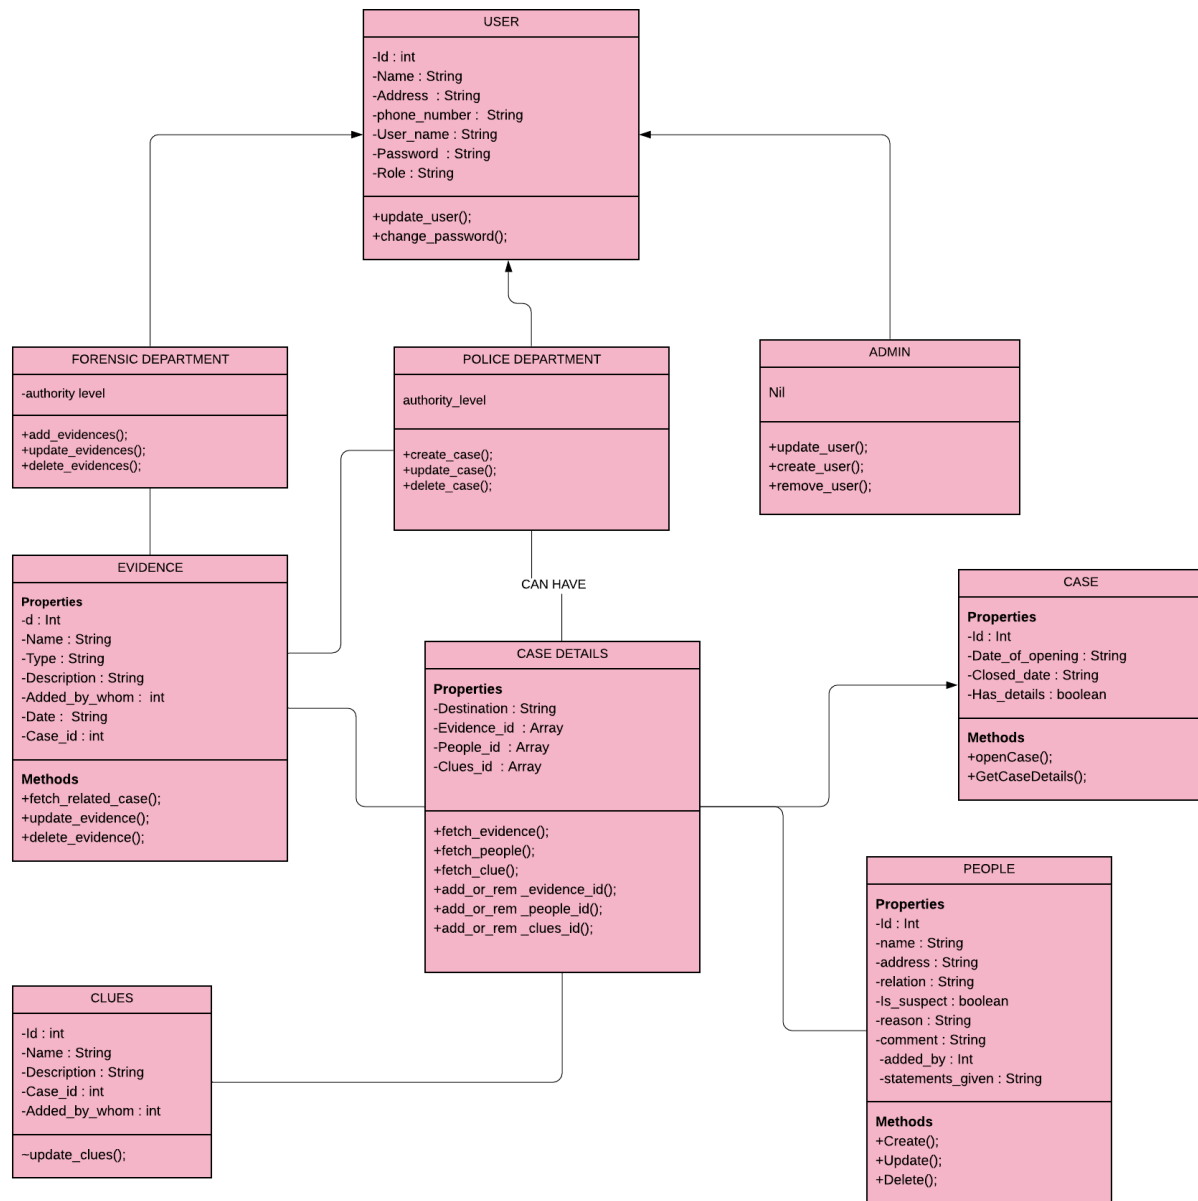 USER
-Id : int
-Name : String
-Address  : String
-phone_number :  String
-User_name : String
-Password  : String
-Role : String
+update_user();
+change_password();
FORENSIC DEPARTMENT
-authority level
+add_evidences();
+update_evidences();
+delete_evidences();
POLICE DEPARTMENT
authority_level
+create_case();
+update_case();
+delete_case();
ADMIN
Nil
+update_user();
+create_user();
+remove_user();
EVIDENCE
Properties
-d : Int
-Name : String
-Type : String
-Description : String
-Added_by_whom :  int
-Date :  String
-Case_id : int
Methods
+fetch_related_case();
+update_evidence();
+delete_evidence();
CAN HAVE
CASE DETAILS
Properties
-Destination : String
-Evidence_id  : Array
-People_id  : Array
-Clues_id  : Array
+fetch_evidence();
+fetch_people();
+fetch_clue();
+add_or_rem _evidence_id();
+add_or_rem _people_id();
+add_or_rem _clues_id();
CASE
Properties
-Id : Int
-Date_of_opening : String
-Closed_date : String
-Has_details : boolean
Methods
+openCase();
+GetCaseDetails();
PEOPLE
Properties
-Id : Int
-name : String
-address : String
-relation : String
-Is_suspect : boolean
-reason : String
-comment : String
-added_by : Int
-statements_given : String
Methods
+Create();
+Update();
+Delete();
CLUES
-Id : int
-Name : String
-Description : String
-Case_id : int
-Added_by_whom : int
~update_clues();